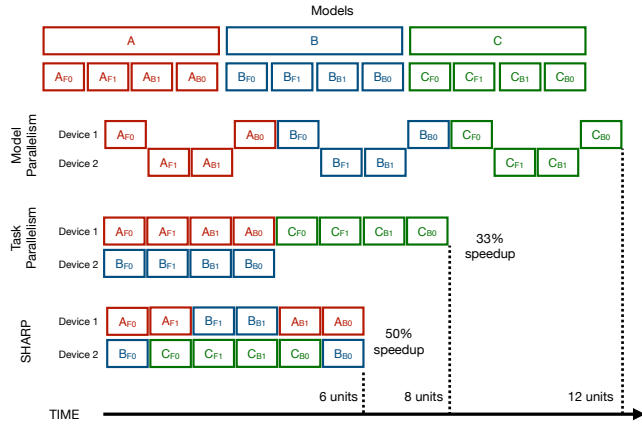 Models
A B C
AF0 AF1 AB1 AB0 BF0 BF1 BB1 BB0 CF0 CF1 CB1 CB0
Model Parallelism
Device 1 AF0 AB0 BF0 BB0 CF0 CB0
Device 2 AF1 AB1 BF1 BB1 CF1 CB1
Task Parallelism
Device 1 AF0 AF1 AB1 AB0 CF0 CF1 CB1 CB0
Device 2 BF0 BF1 BB1 BB0
33%
speedup
SHARP
Device 1 AF0 AF1 BF1 BB1 AB1 AB0
Device 2 BF0 CF0 CF1 CB1 CB0 BB0
50%
speedup
6 units 8 units 12 units
TIME